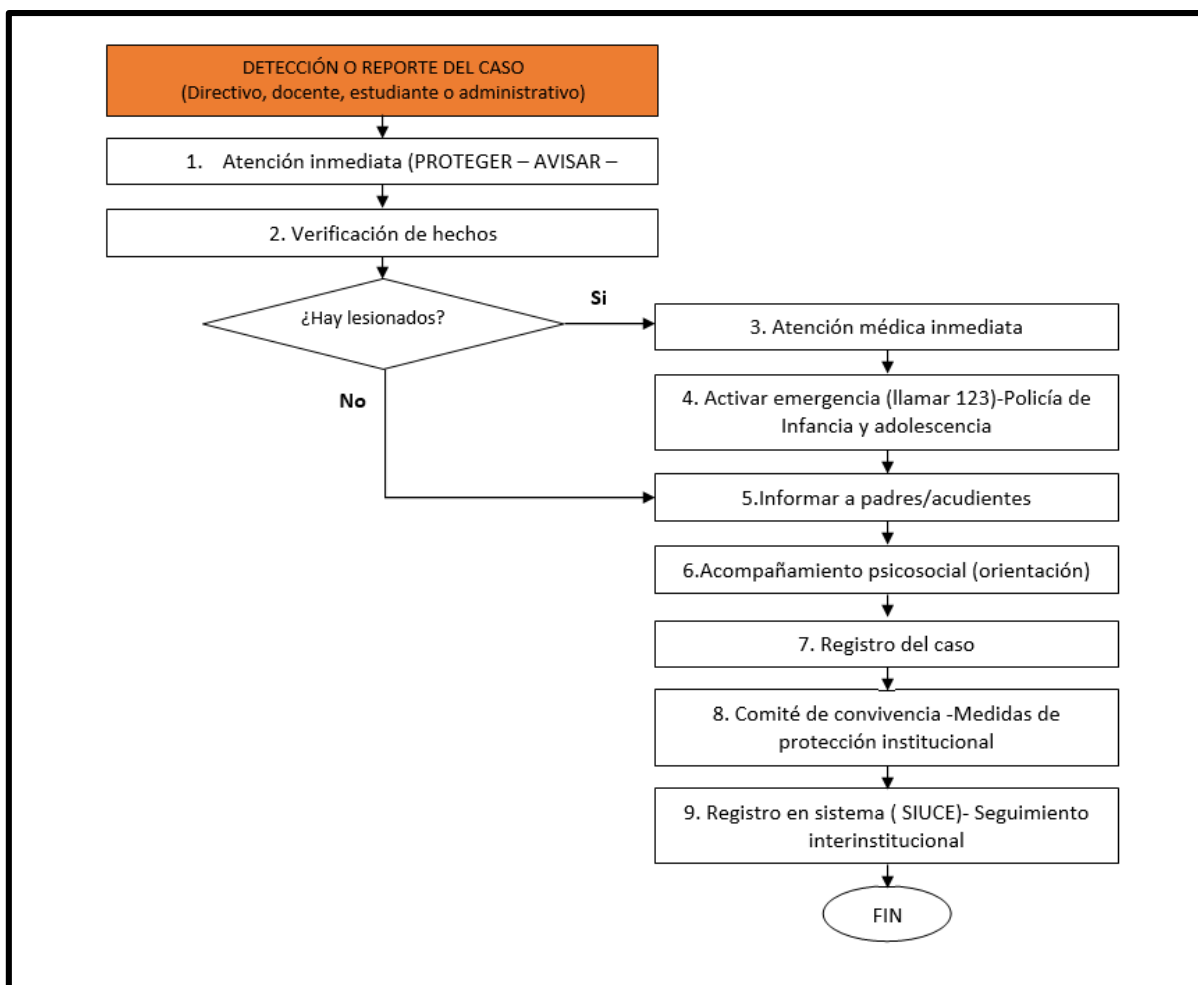 DETECCIÓN O REPORTE DEL CASO
(Directivo, docente, estudiante o administrativo)
1. Atención inmediata (PROTEGER – AVISAR –
2. Verificación de hechos
¿Hay lesionados?
Si
No
3. Atención médica inmediata
4. Activar emergencia (llamar 123)-Policía de
Infancia y adolescencia
5.Informar a padres/acudientes
6.Acompañamiento psicosocial (orientación)
7. Registro del caso
8. Comité de convivencia -Medidas de
protección institucional
9. Registro en sistema ( SIUCE)- Seguimiento
interinstitucional
FIN